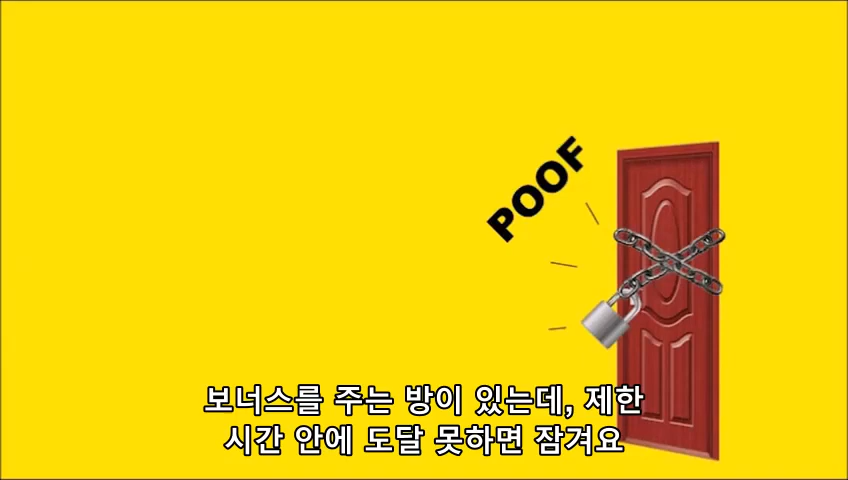 POOF
보너스를 주는 방이 있는데, 제한
시간 안에 도달 못하면 잠겨요